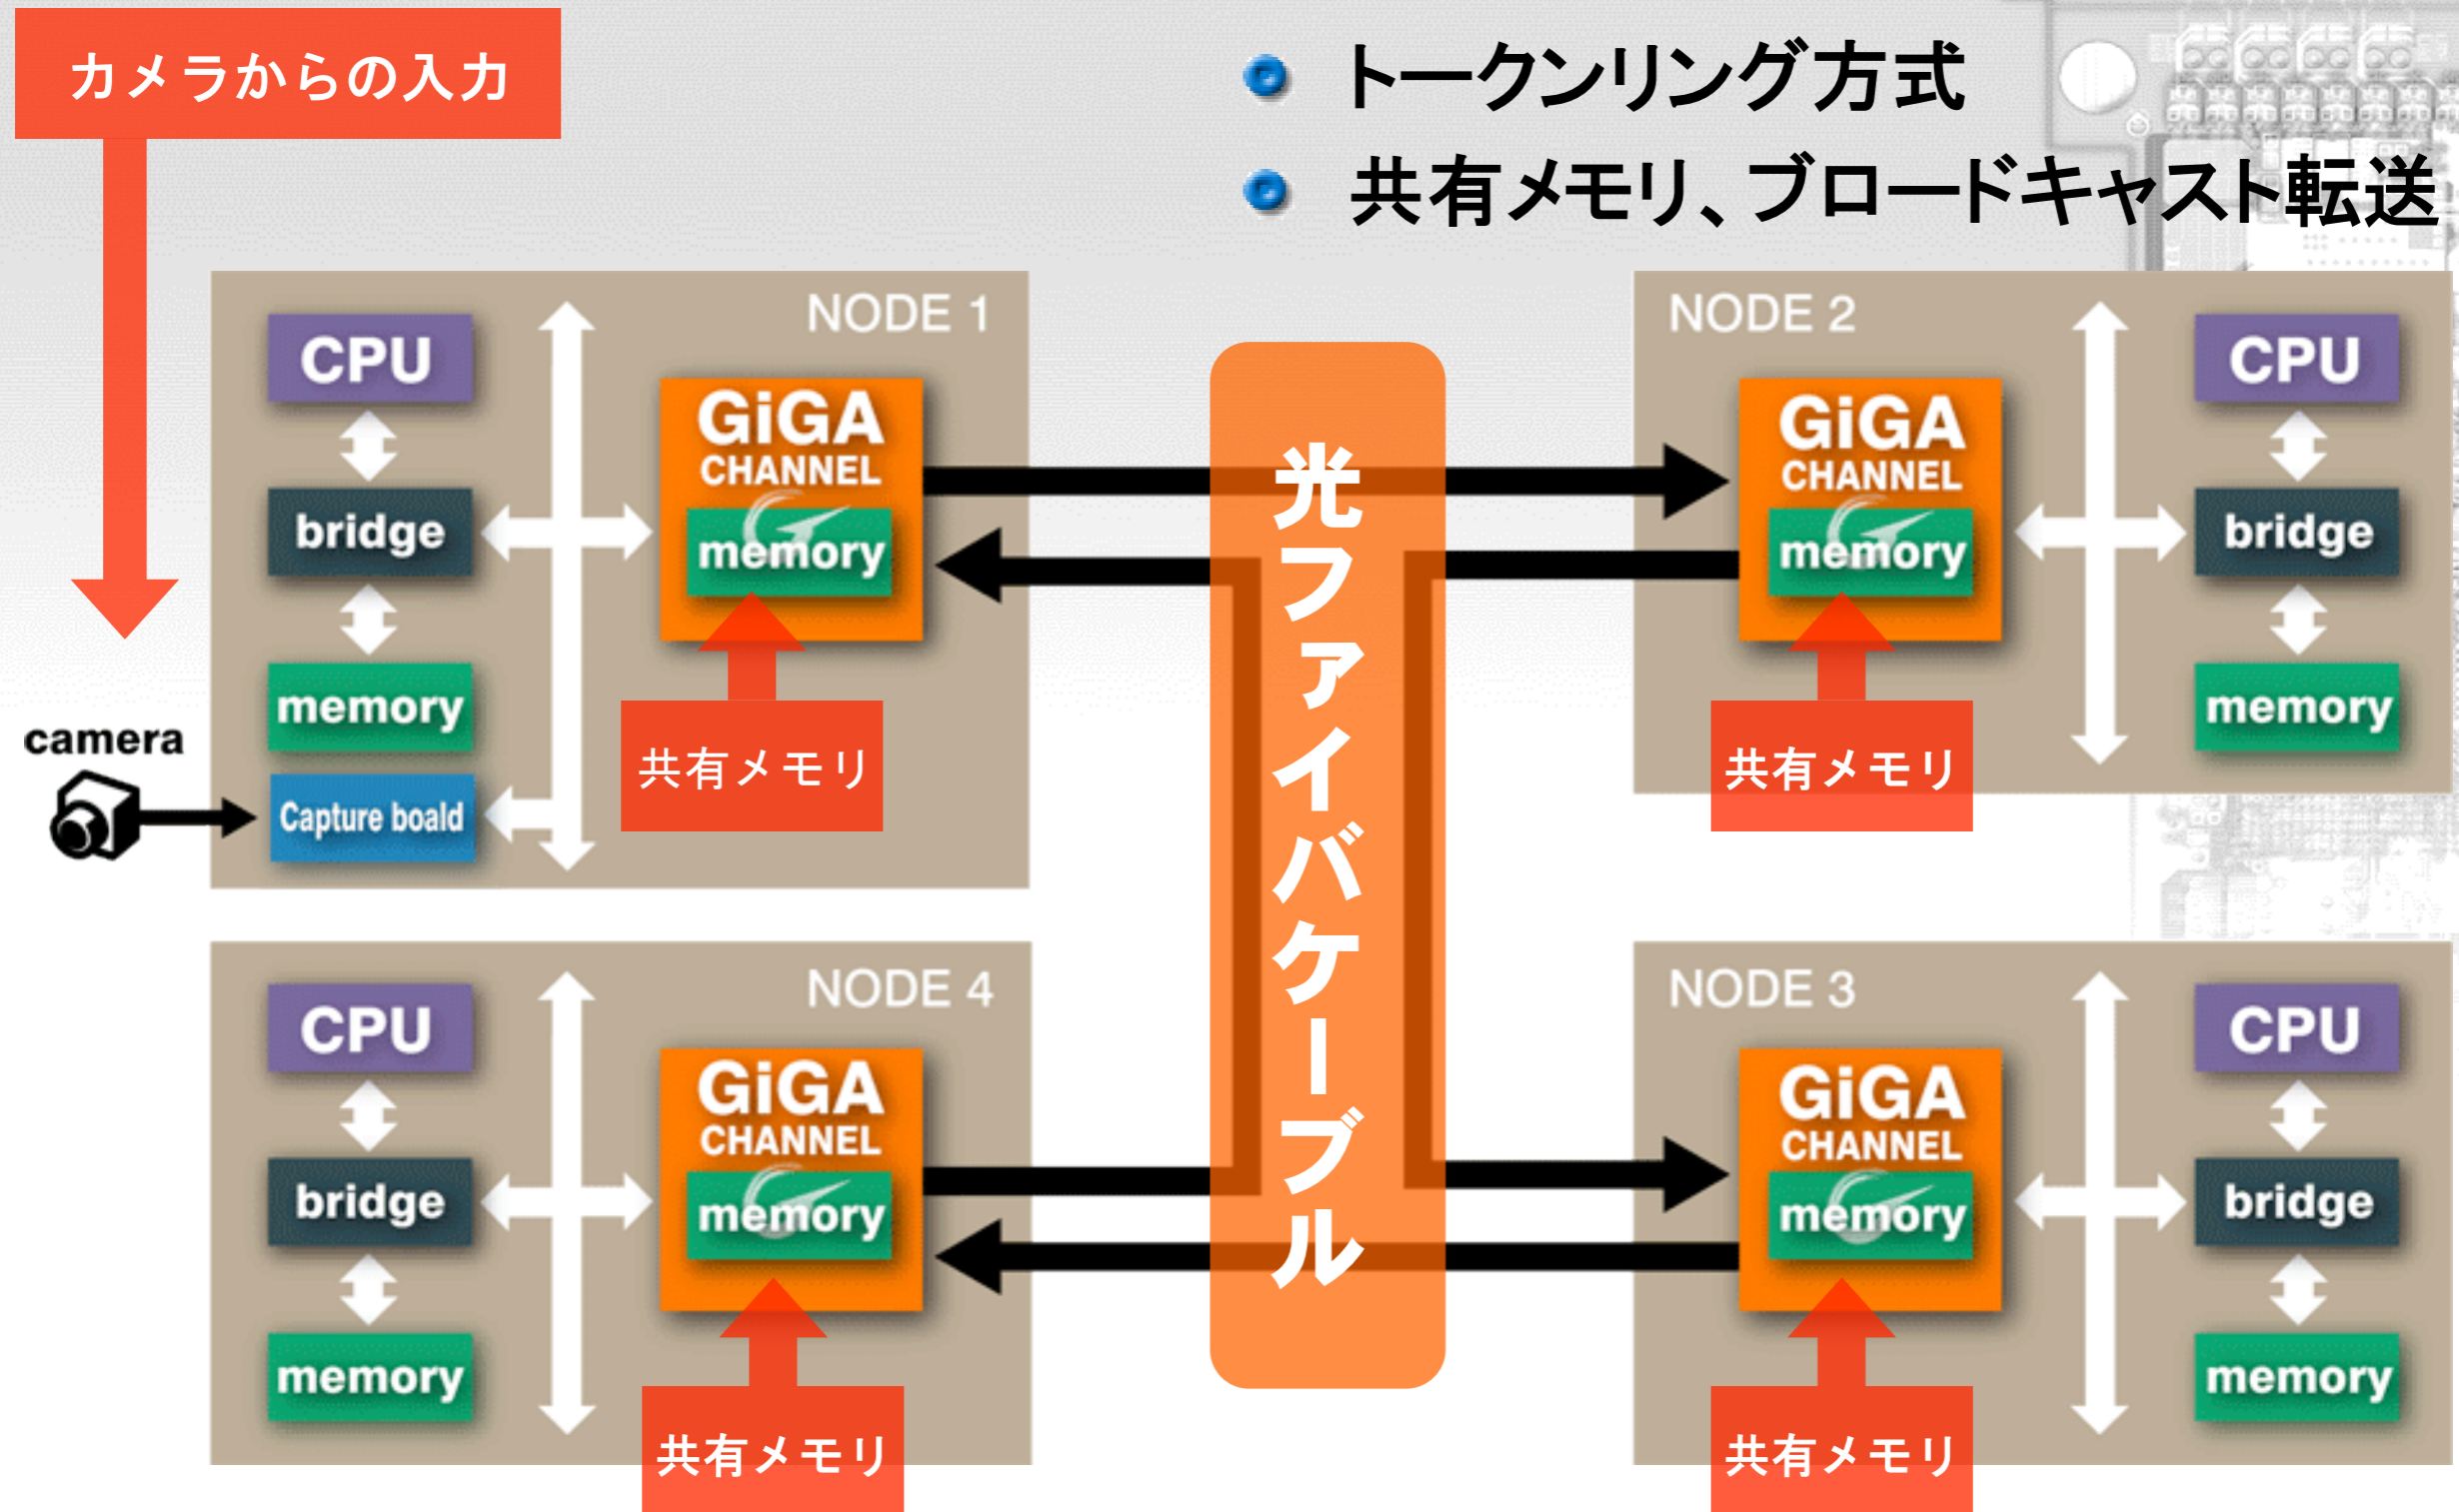 カメラからの入力
トークンリング方式
共有メモリ、ブロードキャスト転送
NODE 1
CPU
bridge
memory
Capture boald
camera
GiGA
CHANNEL
memory
共有メモリ
光ファイバケーブル
NODE 2
GiGA
CHANNEL
memory
共有メモリ
CPU
bridge
memory
NODE 4
CPU
bridge
memory
GiGA
CHANNEL
memory
共有メモリ
NODE 3
GiGA
CHANNEL
memory
共有メモリ
CPU
bridge
memory